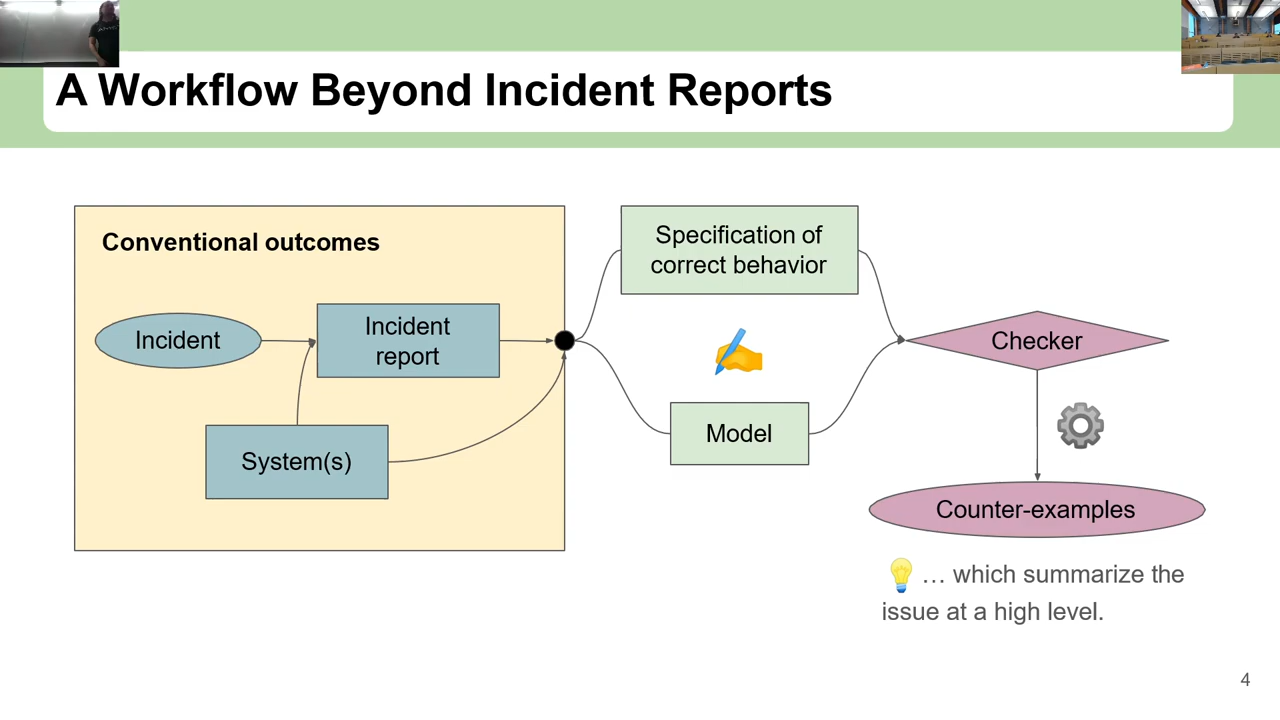 A Workflow Beyond Incident Reports
Conventional outcomes
Incident
Incident
report
System(s)
Specification of
correct behavior
Model
Checker
Counter-examples
… which summarize the
issue at a high level.
4